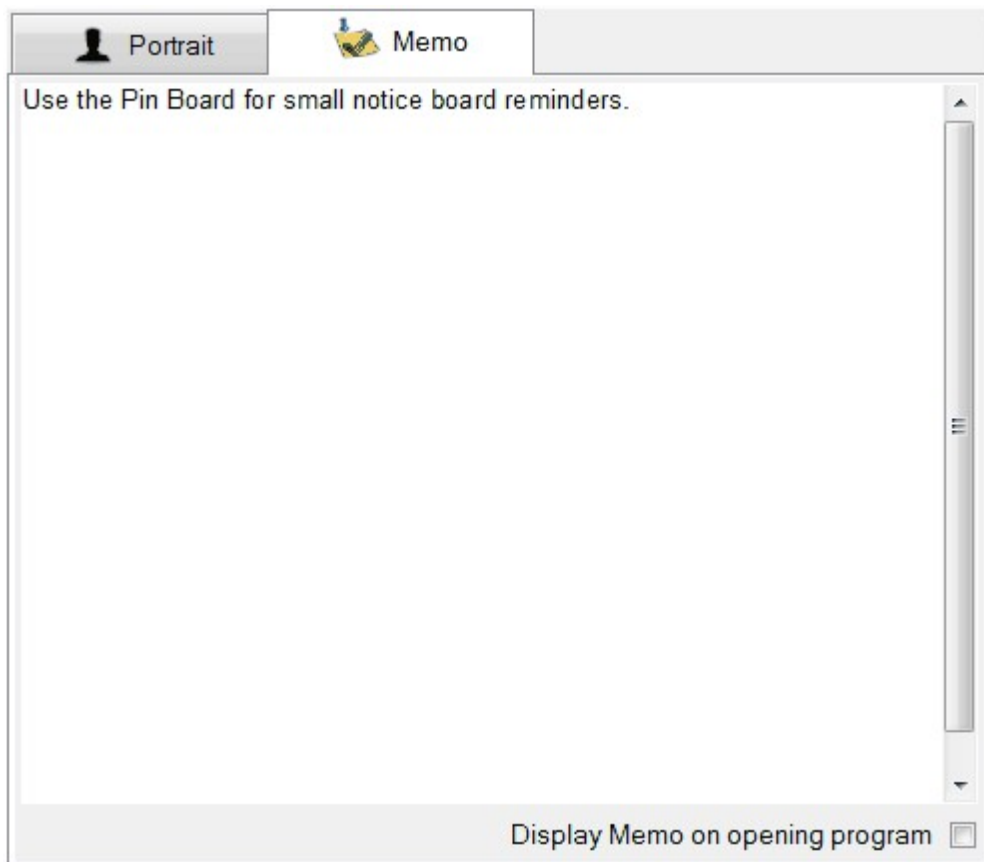 Portrait
Memo
Use the Pin Board for small notice board reminders.
Display Memo on opening program